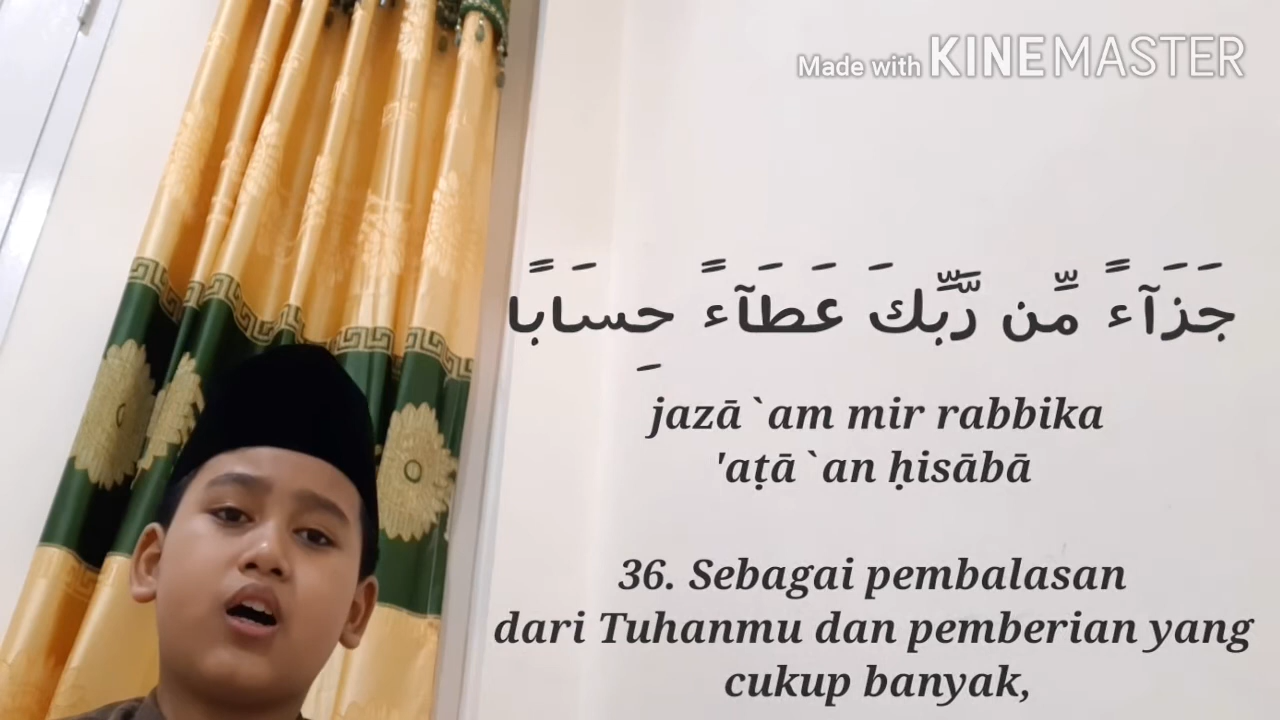 Made with KINEMASTER
جَزَآءً مِّن رَّبِّكَ عَطَآءً حِسَابًا
jazā`am mir rabbika
'aṭā`an ḥisābā
36. Sebagai pembalasan
dari Tuhanmu dan pemberian yang
cukup banyak,